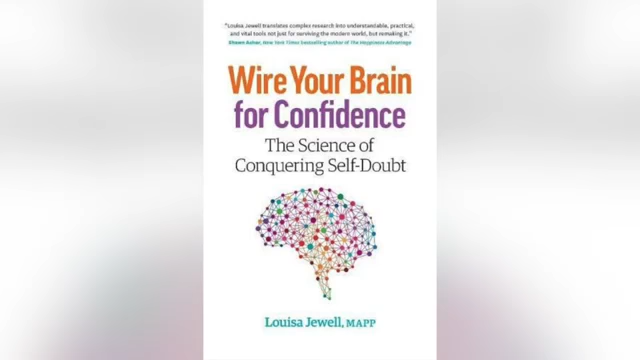 "Louisa Jewell translates complex research into understandable, practical,
and vital tools not just for surviving the modern world, but remaking it."
Shawn Achor, New York Times bestselling author of The Happiness Advantage
Wire Your Brain
for Confidence
The Science of
Conquering Self-Doubt
Louisa Jewell, MAPP